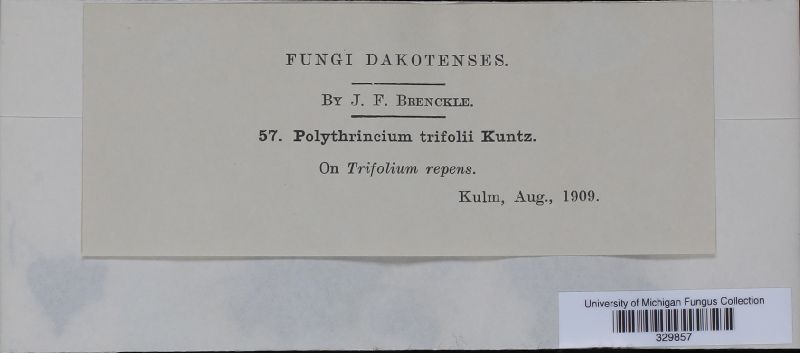 FUNGI DAKOTENSES.
BY J. F. BRENCKLE.
57. Polythrincium trifolii Kuntz.
On Trifolium repens.
Kulm, Aug., 1909.
University of Michigan Fungus Collection
329857